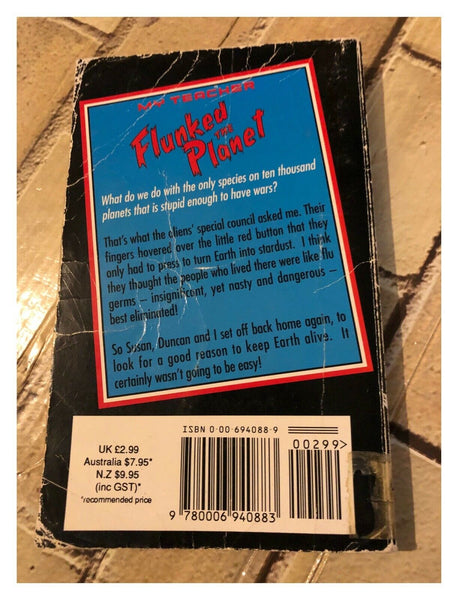 MY TEACHER
Flunked THE
Planet
What do we do with the only species on ten thousand
planets that is stupid enough to have wars?
That's what the aliens' special council asked me. Their
fingers hovered over the little red button that they
only had to press to turn Earth into stardust. I think
they thought the people who lived there were like flu
germs – insignificant, yet nasty and dangerous –
best eliminated!
So Susan, Duncan and I set off back home again, to
look for a good reason to keep Earth alive. It
certainly wasn't going to be easy!
UK £2.99
Australia $7.95*
N.Z $9.95
(inc GST)*
*recommended price
ISBN 0-00-694088-9
00299>
9 780006 940883